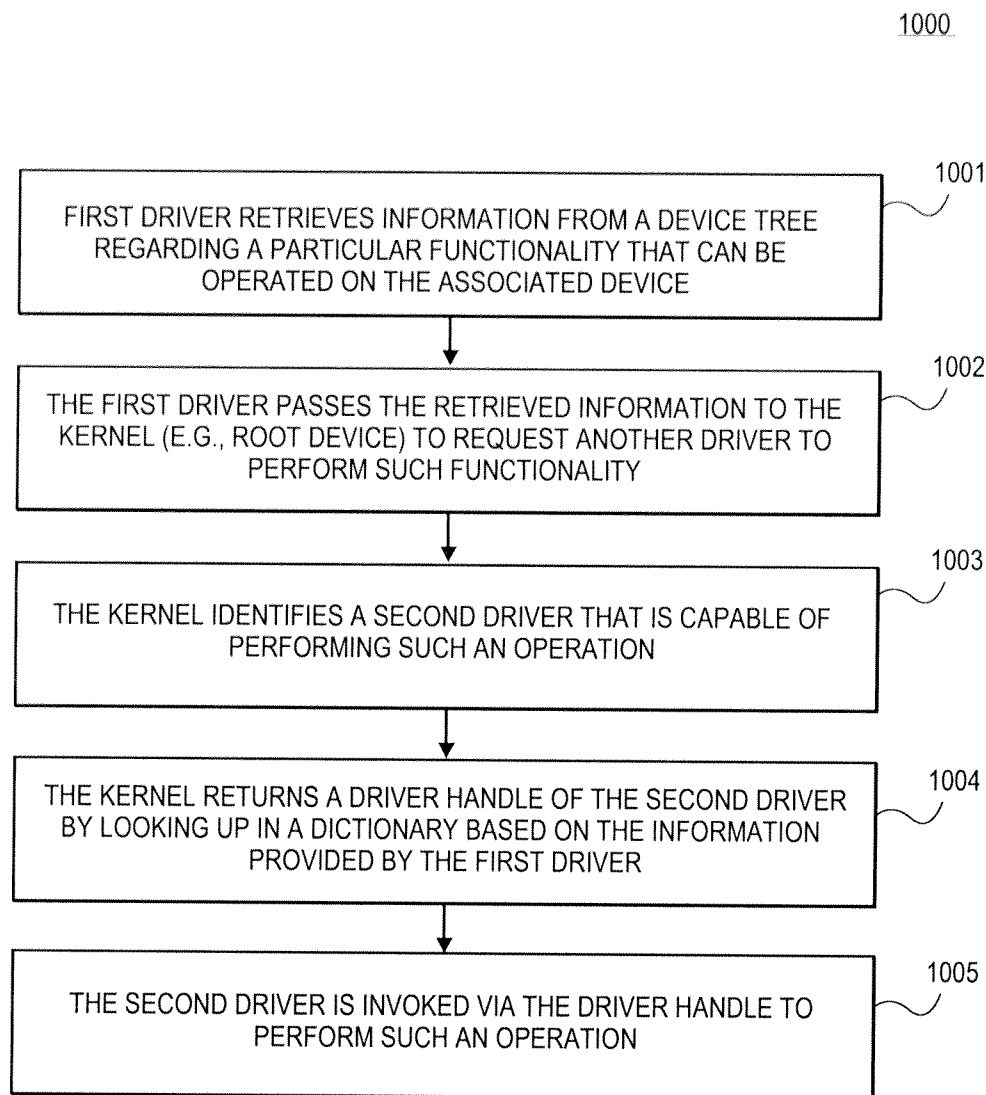 1000
1001
FIRST DRIVER RETRIEVES INFORMATION FROM A DEVICE TREE
REGARDING A PARTICULAR FUNCTIONALITY THAT CAN BE
OPERATED ON THE ASSOCIATED DEVICE
1002
THE FIRST DRIVER PASSES THE RETRIEVED INFORMATION TO THE
KERNEL (E.G., ROOT DEVICE) TO REQUEST ANOTHER DRIVER TO
PERFORM SUCH FUNCTIONALITY
1003
THE KERNEL IDENTIFIES A SECOND DRIVER THAT IS CAPABLE OF
PERFORMING SUCH AN OPERATION
1004
THE KERNEL RETURNS A DRIVER HANDLE OF THE SECOND DRIVER
BY LOOKING UP IN A DICTIONARY BASED ON THE INFORMATION
PROVIDED BY THE FIRST DRIVER
1005
THE SECOND DRIVER IS INVOKED VIA THE DRIVER HANDLE TO
PERFORM SUCH AN OPERATION